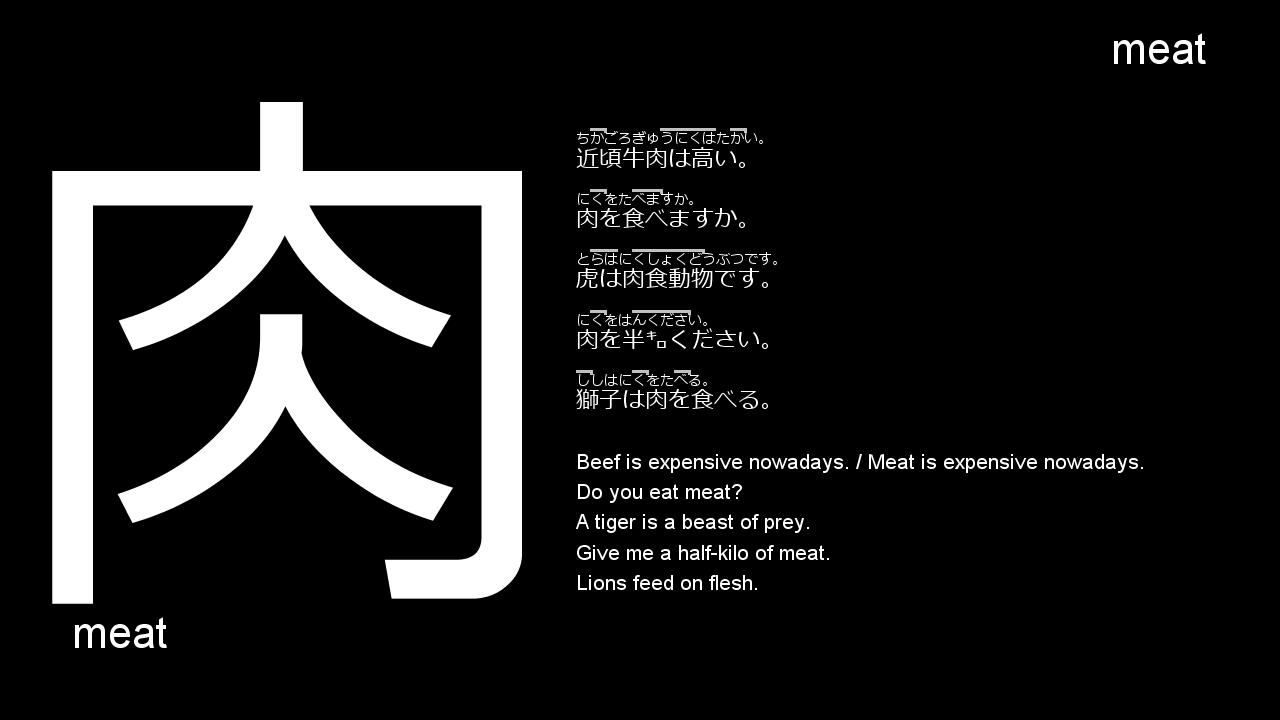 meat
肉
meat
ちかごろぎゅうにくはたかい。
近頃牛肉は高い。
にくをたべますか。
肉を食べますか。
とらはにくしょくどうぶつです。
虎は肉食動物です。
にくをはんください。
肉を半㌔ください。
ししはにくをたべる。
獅子は肉を食べる。
Beef is expensive nowadays. / Meat is expensive nowadays.
Do you eat meat?
A tiger is a beast of prey.
Give me a half-kilo of meat.
Lions feed on flesh.